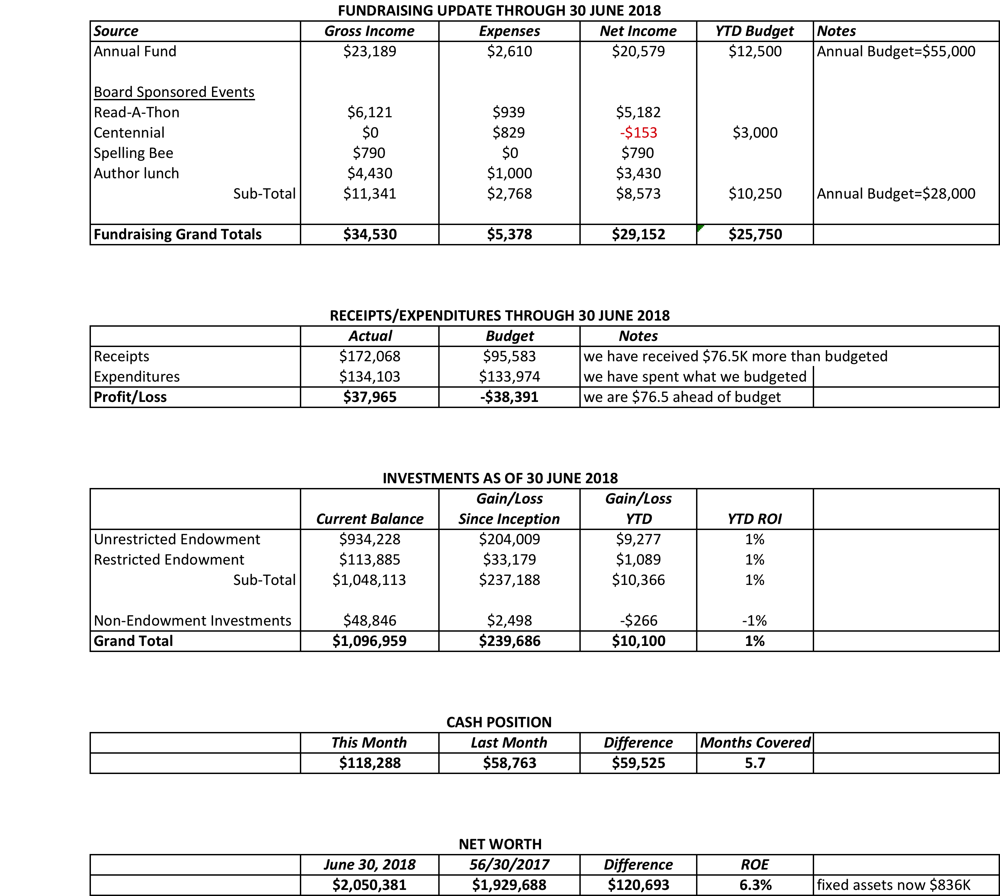 FUNDRAISING UPDATE THROUGH 30 JUNE 2018
Source Gross Income Expenses Net Income YTD Budget Notes
Annual Fund $23,189 $2,610 $20,579 $12,500 Annual Budget=$55,000
Board Sponsored Events
Read-A-Thon $6,121 $939 $5,182
Centennial $0 $829 -$153 $3,000
Spelling Bee $790 $0 $790
Author lunch $4,430 $1,000 $3,430
Sub-Total $11,341 $2,768 $8,573 $10,250 Annual Budget=$28,000
Fundraising Grand Totals $34,530 $5,378 $29,152 $25,750
RECEIPTS/EXPENDITURES THROUGH 30 JUNE 2018
Actual Budget Notes
Receipts $172,068 $95,583 we have received $76.5K more than budgeted
Expenditures $134,103 $133,974 we have spent what we budgeted
Profit/Loss $37,965 -$38,391 we are $76.5 ahead of budget
INVESTMENTS AS OF 30 JUNE 2018
Gain/Loss Gain/Loss
Current Balance Since Inception YTD YTD ROI
Unrestricted Endowment $934,228 $204,009 $9,277 1%
Restricted Endowment $113,885 $33,179 $1,089 1%
Sub-Total $1,048,113 $237,188 $10,366 1%
Non-Endowment Investments $48,846 $2,498 -$266 -1%
Grand Total $1,096,959 $239,686 $10,100 1%
CASH POSITION
This Month Last Month Difference Months Covered
$118,288 $58,763 $59,525 5.7
NET WORTH
June 30, 2018 56/30/2017 Difference ROE
$2,050,381 $1,929,688 $120,693 6.3% fixed assets now $836K